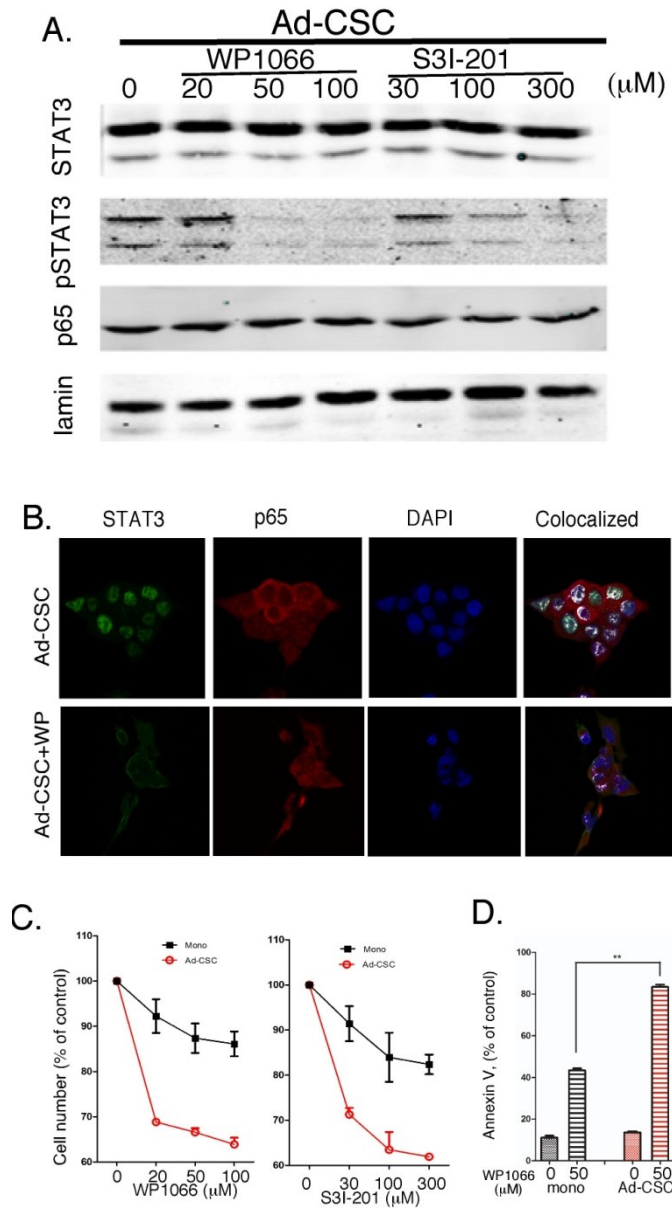 A.
Ad-CSC
WP1066 S3I-201
0 20 50 100 30 100 300 (μM)
STAT3
pSTAT3
p65
lamin
B.
STAT3 p65 DAPI Colocalized
Ad-CSC
Ad-CSC+WP
C.
Cell number (% of control)
110
100
90
80
70
60
Mono
Ad-CSC
0 20 50 100
WP1066 (μM)
110
100
90
80
70
60
Mono
Ad-CSC
0 30 100 300
S3I-201 (μM)
D.
Annexin V, (% of control)
100
80
60
40
20
0
**
WP1066 0 50 0 50
(μM) mono Ad-CSC